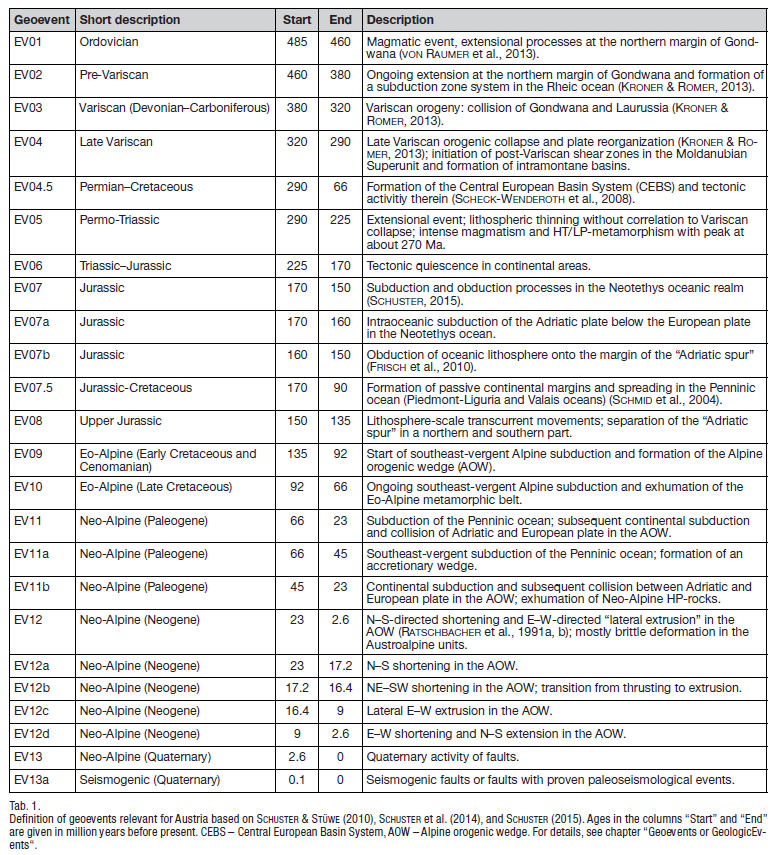 Geoevent Short description Start End Description
EV01 Ordovician 485 460 Magmatic event, extensional processes at the northern margin of Gond-
wana (VON RAUMER et al., 2013).
EV02 Pre-Variscan 460 380 Ongoing extension at the northern margin of Gondwana and formation of
a subduction zone system in the Rheic ocean (KRONER & ROMER, 2013).
EV03 Variscan (Devonian–Carboniferous) 380 320 Variscan orogeny: collision of Gondwana and Laurussia (KRONER &
ROMER, 2013).
EV04 Late Variscan 320 290 Late Variscan orogenic collapse and plate reorganization (KRONER & RO-
MER, 2013); initiation of post-Variscan shear zones in the Moldanubian
Superunit and formation of intramontane basins.
EV04.5 Permian–Cretaceous 290 66 Formation of the Central European Basin System (CEBS) and tectonic
activitiy therein (SCHECK-WENDEROTH et al., 2008).
EV05 Permo-Triassic 290 225 Extensional event; lithospheric thinning without correlation to Variscan
collapse; intense magmatism and HT/LP-metamorphism with peak at
about 270 Ma.
EV06 Triassic–Jurassic 225 170 Tectonic quiescence in continental areas.
EV07 Jurassic 170 150 Subduction and obduction processes in the Neotethys oceanic realm
(SCHUSTER, 2015).
EV07a Jurassic 170 160 Intraoceanic subduction of the Adriatic plate below the European plate
in the Neotethys ocean.
EV07b Jurassic 160 150 Obduction of oceanic lithosphere onto the margin of the “Adriatic spur”
(FRISCH et al., 2010).
EV07.5 Jurassic-Cretaceous 170 90 Formation of passive continental margins and spreading in the Penninic
ocean (Piedmont-Liguria and Valais oceans) (SCHMID et al., 2004).
EV08 Upper Jurassic 150 135 Lithosphere-scale transcurrent movements; separation of the “Adriatic
spur” in a northern and southern part.
EV09 Eo-Alpine (Early Cretaceous and 135 92 Start of southeast-vergent Alpine subduction and formation of the Alpine
Cenomanian) orogenic wedge (AOW).
EV10 Eo-Alpine (Late Cretaceous) 92 66 Ongoing southeast-vergent Alpine subduction and exhumation of the
Eo-Alpine metamorphic belt.
EV11 Neo-Alpine (Paleogene) 66 23 Subduction of the Penninic ocean; subsequent continental subduction
and collision of Adriatic and European plate in the AOW.
EV11a Neo-Alpine (Paleogene) 66 45 Southeast-vergent subduction of the Penninic ocean; formation of an
accretionary wedge.
EV11b Neo-Alpine (Paleogene) 45 23 Continental subduction and subsequent collision between Adriatic and
European plate in the AOW; exhumation of Neo-Alpine HP-rocks.
EV12 Neo-Alpine (Neogene) 23 2.6 N–S-directed shortening and E–W-directed “lateral extrusion” in the
AOW (RATSCHBACHER et al., 1991a, b); mostly brittle deformation in the
Austroalpine units.
EV12a Neo-Alpine (Neogene) 23 17.2 N–S shortening in the AOW.
EV12b Neo-Alpine (Neogene) 17.2 16.4 NE–SW shortening in the AOW; transition from thrusting to extrusion.
EV12c Neo-Alpine (Neogene) 16.4 9 Lateral E–W extrusion in the AOW.
EV12d Neo-Alpine (Neogene) 9 2.6 E–W shortening and N–S extension in the AOW.
EV13 Neo-Alpine (Quaternary) 2.6 0 Quaternary activity of faults.
EV13a Seismogenic (Quaternary) 0.1 0 Seismogenic faults or faults with proven paleoseismological events.
Tab. 1.
Definition of geoevents relevant for Austria based on SCHUSTER & STÜWE (2010), SCHUSTER et al. (2014), and SCHUSTER (2015). Ages in the columns “Start” and “End”
are given in million years before present. CEBS – Central European Basin System, AOW – Alpine orogenic wedge. For details, see chapter “Geoevents or GeologicEv-
ents“.